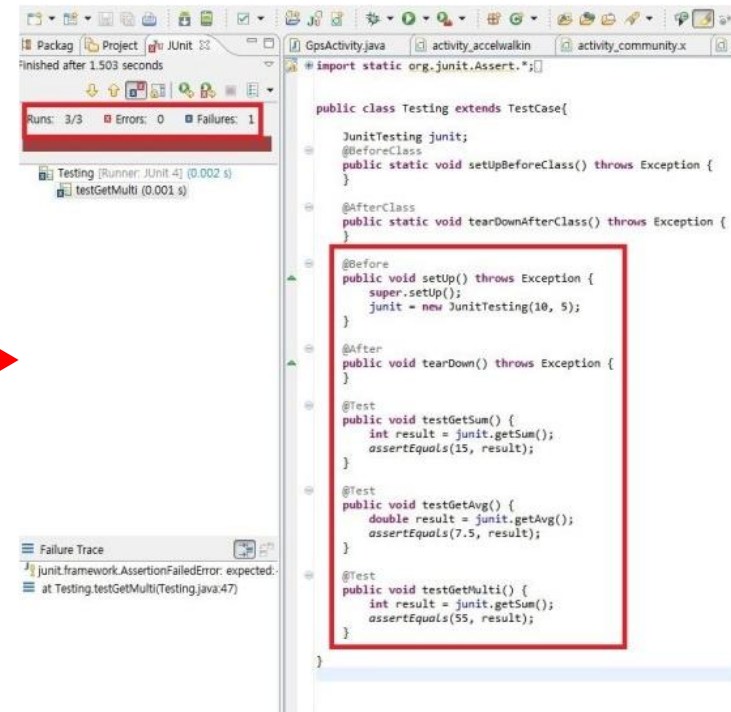 Packag Project JUnit
GpsActivity.java activity_accelwalkin activity_community.x
Finished after 1.503 seconds
Runs: 3/3 Errors: 0 Failures: 1
Testing [Runner: JUnit 4] (0.002 s)
testGetMulti (0.001 s)
Failure Trace
junit.framework.AssertionFailedError: expected:
at Testing.testGetMulti(Testing.java:47)
import static org.junit.Assert.*;
public class Testing extends TestCase{
JunitTesting junit;
@BeforeClass
public static void setUpBeforeClass() throws Exception {
}
@AfterClass
public static void tearDownAfterClass() throws Exception {
}
@Before
public void setUp() throws Exception {
super.setUp();
junit = new JunitTesting(10, 5);
}
@After
public void tearDown() throws Exception {
}
@Test
public void testGetSum() {
int result = junit.getSum();
assertEquals(15, result);
}
@Test
public void testGetAvg() {
double result = junit.getAvg();
assertEquals(7.5, result);
}
@Test
public void testGetMulti() {
int result = junit.getSum();
assertEquals(55, result);
}
}